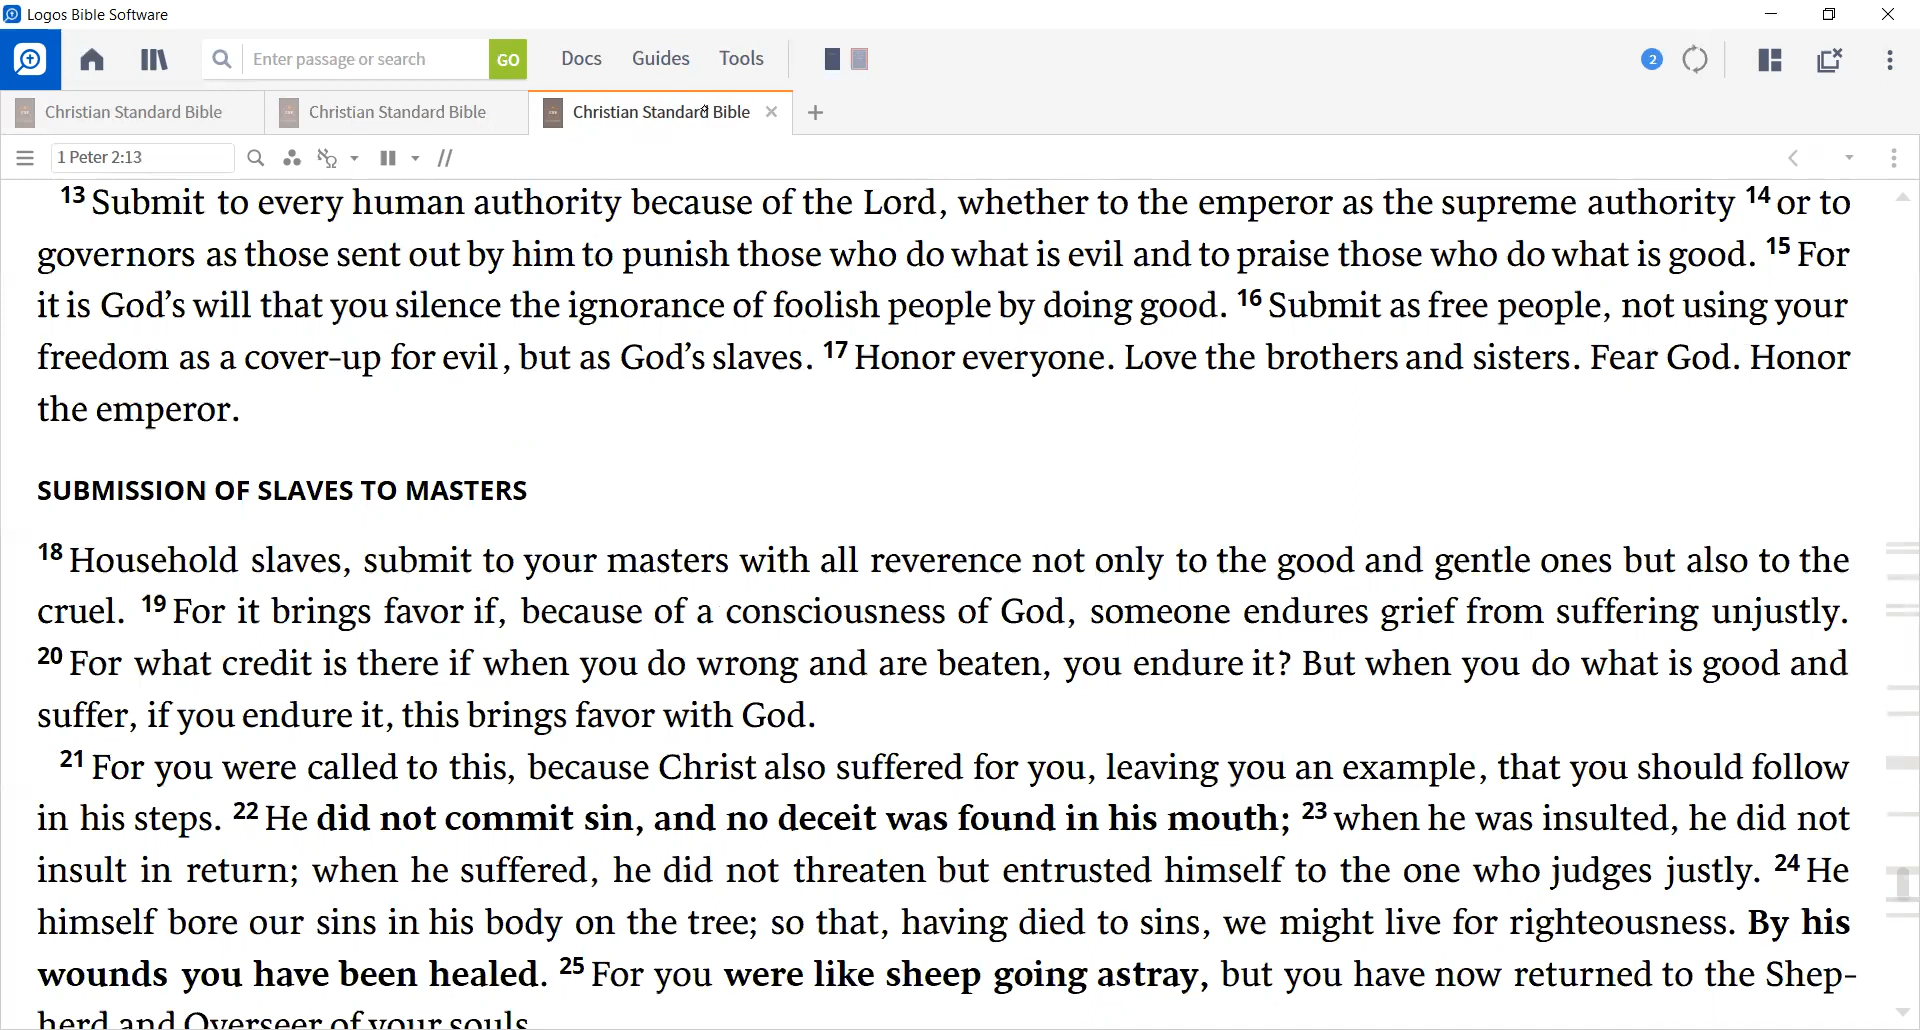 Logos Bible Software
Enter passage or search GO Docs Guides Tools 2
Christian Standard Bible Christian Standard Bible Christian Standard Bible
1 Peter 2:13
13 Submit to every human authority because of the Lord, whether to the emperor as the supreme authority 14 or to
governors as those sent out by him to punish those who do what is evil and to praise those who do what is good. 15 For
it is God’s will that you silence the ignorance of foolish people by doing good. 16 Submit as free people, not using your
freedom as a cover-up for evil, but as God’s slaves. 17 Honor everyone. Love the brothers and sisters. Fear God. Honor
the emperor.
SUBMISSION OF SLAVES TO MASTERS
18 Household slaves, submit to your masters with all reverence not only to the good and gentle ones but also to the
cruel. 19 For it brings favor if, because of a consciousness of God, someone endures grief from suffering unjustly.
20 For what credit is there if when you do wrong and are beaten, you endure it? But when you do what is good and
suffer, if you endure it, this brings favor with God.
21 For you were called to this, because Christ also suffered for you, leaving you an example, that you should follow
in his steps. 22 He did not commit sin, and no deceit was found in his mouth; 23 when he was insulted, he did not
insult in return; when he suffered, he did not threaten but entrusted himself to the one who judges justly. 24 He
himself bore our sins in his body on the tree; so that, having died to sins, we might live for righteousness. By his
wounds you have been healed. 25 For you were like sheep going astray, but you have now returned to the Shep-
herd and Overseer of your souls.